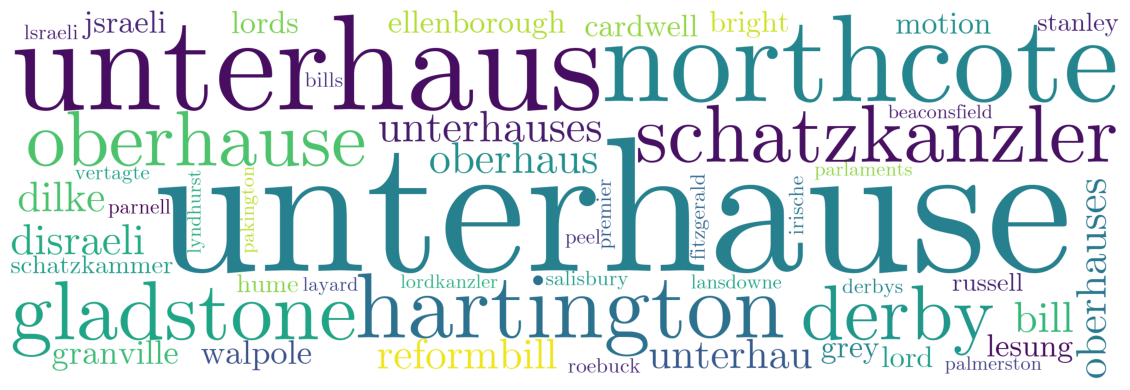 lsraeli jsraeli lords ellenborough cardwell bright motion stanley
unterhaus northcote
bills
beaconsfield
oberhause unterhauses schatzkanzler
oberhaus
vertagte unterhause parlaments
dilke parnell lyndhurst pakington premier fitzgerald irische oberhauses
disraeli peel
schatzkammer
hume layard lordkanzler salisbury lansdowne derbys russell
gladstone hartington derby bill
granville walpole reformbill unterhau grey lord lesung
roebuck palmerston